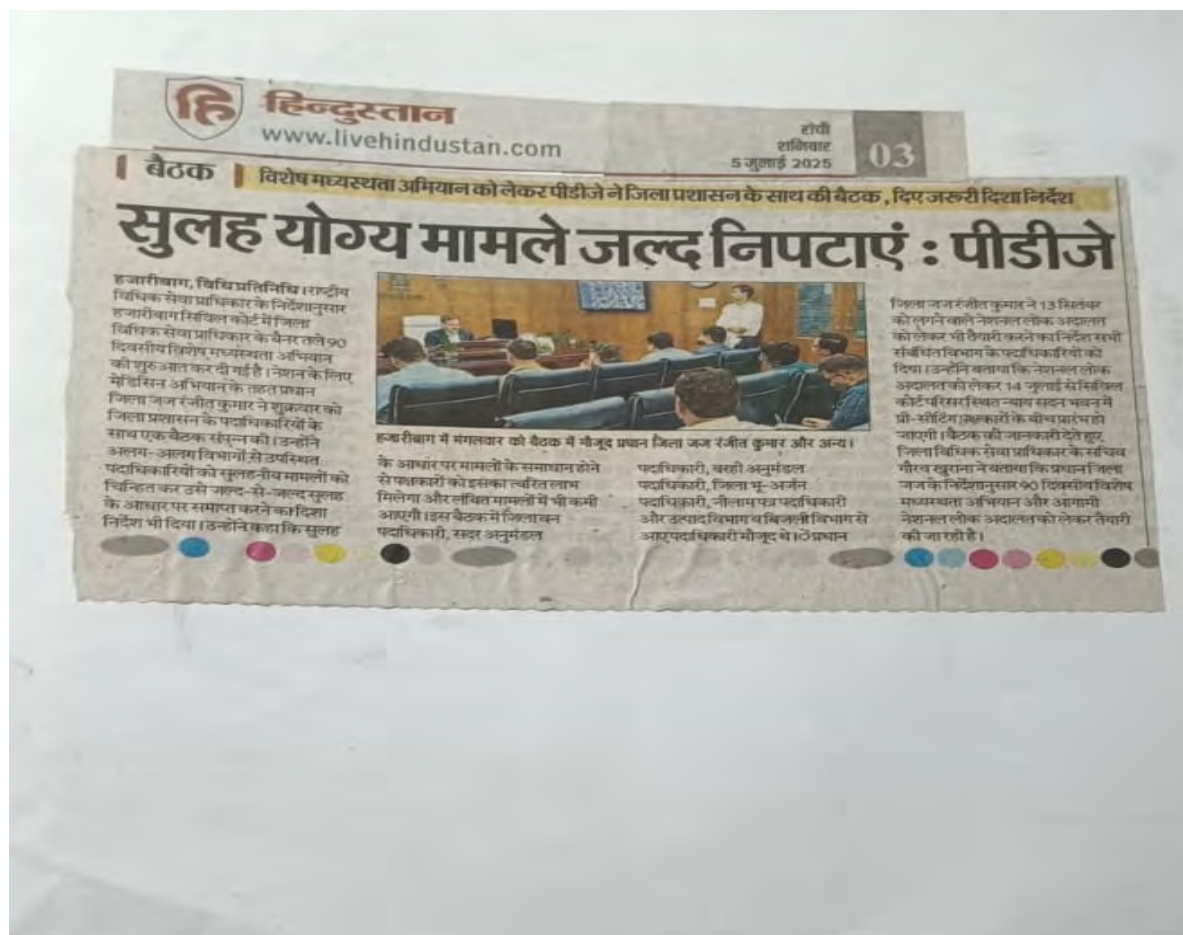 हि हिन्दुस्तान
www.livehindustan.com
रांची
शनिवार
5 जुलाई 2025
03
बैठक
विशेष मध्यस्थता अभियान को लेकर पीडीजे ने जिला प्रशासन के साथ की बैठक, दिए जरूरी दिशा निर्देश
सुलह योग्य मामले जल्द निपटाएं : पीडीजे
हजारीबाग, विधि प्रतिनिधि। राष्ट्रीय
विधिक सेवा प्राधिकार के निर्देशानुसार
हजारीबाग सिविल कोर्ट में जिला
विधिक सेवा प्राधिकार के बैनर तले 90
दिवसीय विशेष मध्यस्थता अभियान
की शुरुआत कर दी गई है। नेशन के लिए
मेडिसिन अभियान के तहत प्रधान
जिला जज रंजीत कुमार ने शुक्रवार को
जिला प्रशासन के पदाधिकारियों के
साथ एक बैठक संपन्न की। उन्होंने
अलग-अलग विभागों से उपस्थित
पदाधिकारियों को सुलहनीय मामलों को
चिन्हित कर उसे जल्द-से-जल्द सुलह
के आधार पर समाप्त करने का दिशा
निर्देश भी दिया। उन्होंने कहा कि सुलह
हजारीबाग में मंगलवार को बैठक में मौजूद प्रधान जिला जज रंजीत कुमार और अन्य।
के आधार पर मामलों के समाधान होने
से पक्षकारों को इसका त्वरित लाभ
मिलेगा और लंबित मामलों में भी कमी
आएगी। इस बैठक में जिला वन
पदाधिकारी, सदर अनुमंडल
पदाधिकारी, बरही अनुमंडल
पदाधिकारी, जिला भू-अर्जन
पदाधिकारी, नीलाम पत्र पदाधिकारी
और उत्पाद विभाग व बिजली विभाग से
आए पदाधिकारी मौजूद थे। प्रधान
जिला जज रंजीत कुमार ने 13 सितंबर
को लगने वाले नेशनल लोक अदालत
को लेकर भी तैयारी करने का निर्देश सभी
संबंधित विभाग के पदाधिकारियों को
दिया। उन्होंने बताया कि नेशनल लोक
अदालत को लेकर 14 जुलाई से सिविल
कोर्ट परिसर स्थित न्याय सदन भवन में
प्री-सीटिंग पक्षकारों के बीच प्रारंभ हो
जाएगी। बैठक की जानकारी देते हुए
जिला विधिक सेवा प्राधिकार के सचिव
गौरव खुराना ने बताया कि प्रधान जिला
जज के निर्देशानुसार 90 दिवसीय विशेष
मध्यस्थता अभियान और आगामी
नेशनल लोक अदालत को लेकर तैयारी
की जा रही है।